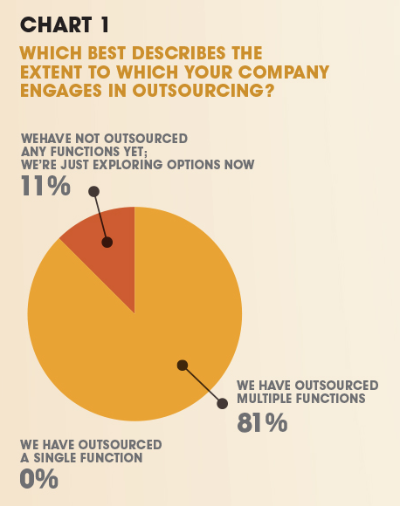 CHART 1
WHICH BEST DESCRIBES THE
EXTENT TO WHICH YOUR COMPANY
ENGAGES IN OUTSOURCING?
WEHAVE NOT OUTSOURCED
ANY FUNCTIONS YET;
WE'RE JUST EXPLORING OPTIONS NOW
11%
WE HAVE OUTSOURCED
MULTIPLE FUNCTIONS
81%
WE HAVE OUTSOURCED
A SINGLE FUNCTION
0%